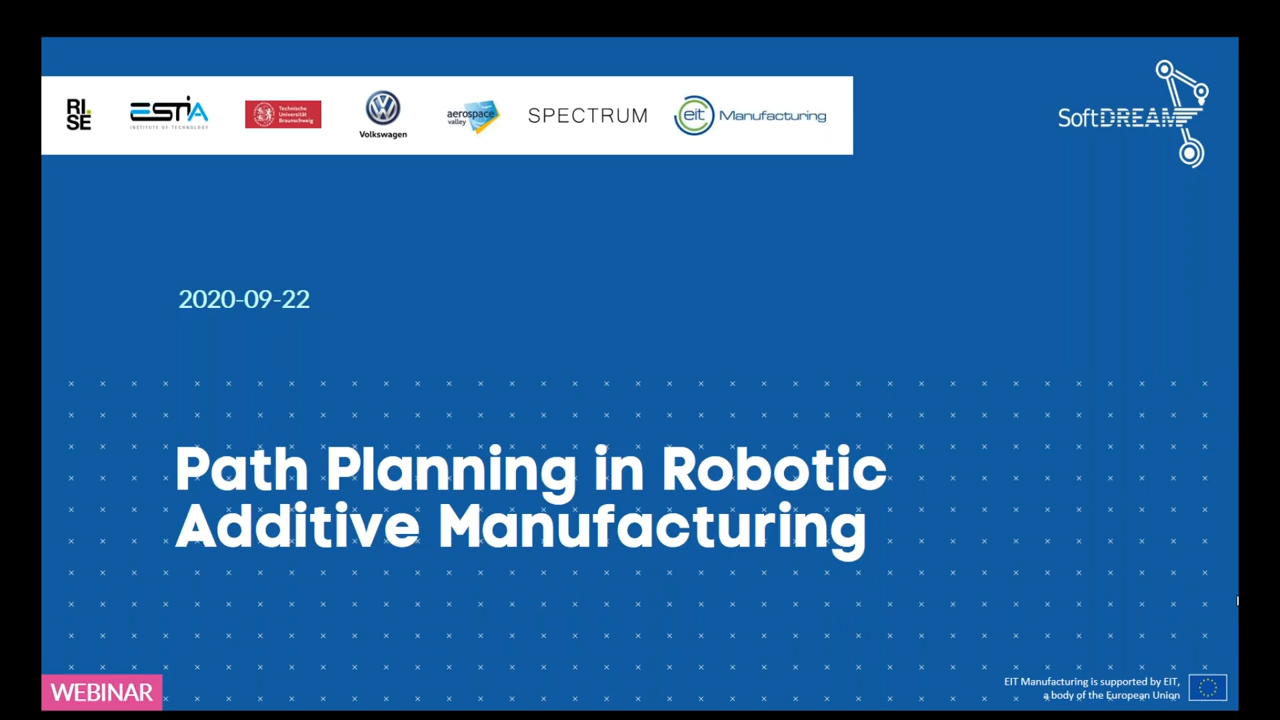 RI.
SE
ESTIA
INSTITUTE OF TECHNOLOGY
Technische
Universität
Braunschweig
Volkswagen
aerospace
valley
SPECTRUM
eit Manufacturing
SoftDREAM
2020-09-22
Path Planning in Robotic
Additive Manufacturing
WEBINAR
EIT Manufacturing is supported by EIT,
a body of the European Union